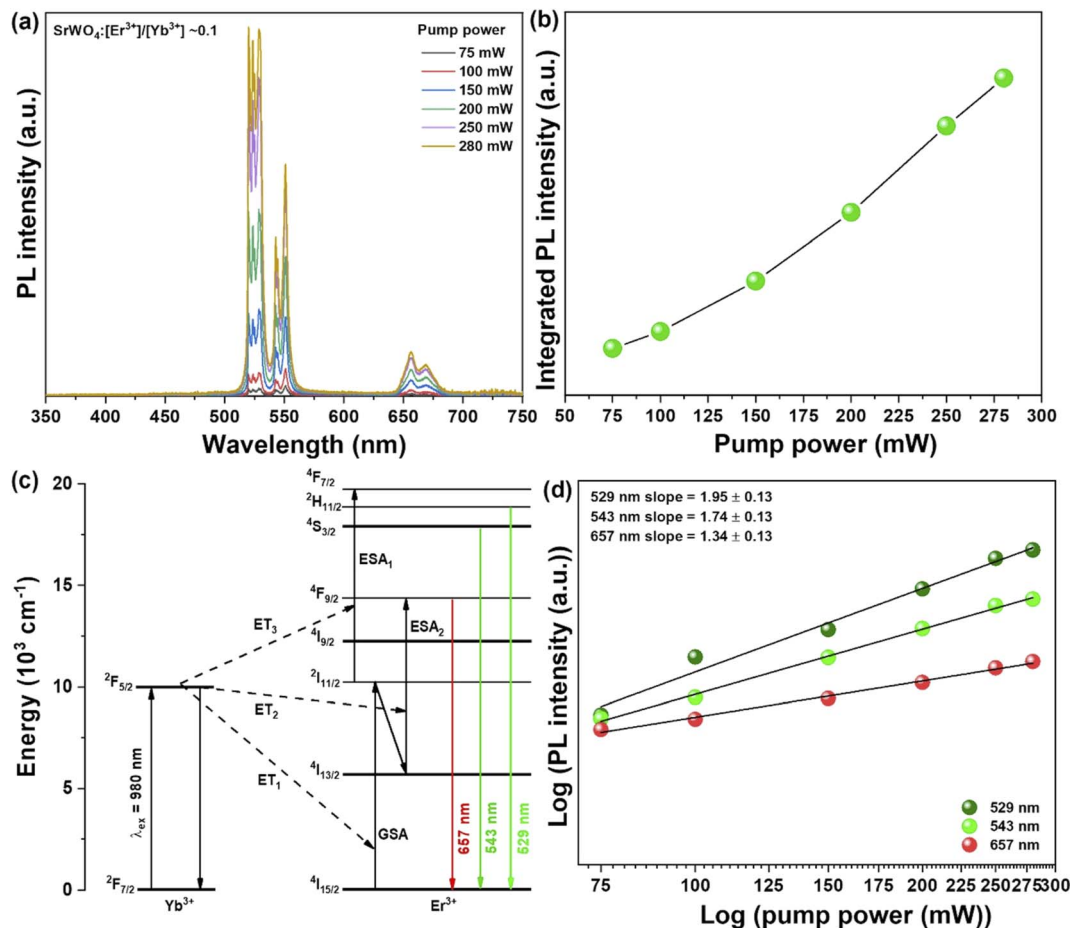 (a)
SrWO₄:[Er³⁺]/[Yb³⁺] ~0.1
Pump power
75 mW
100 mW
150 mW
200 mW
250 mW
280 mW
PL intensity (a.u.)
350 400 450 500 550 600 650 700 750
Wavelength (nm)
(b)
Integrated PL intensity (a.u.)
50 75 100 125 150 175 200 225 250 275 300
Pump power (mW)
(c)
Energy (10³ cm⁻¹)
20
15
10
5
0
⁴F₇/₂
²H₁₁/₂
⁴S₃/₂
ESA₁
⁴F₉/₂
ET₃
ESA₂
⁴I₉/₂
²F₅/₂
²I₁₁/₂
ET₂
⁴I₁₃/₂
ET₁
λex = 980 nm
GSA
657 nm
543 nm
529 nm
²F₇/₂
⁴I₁₅/₂
Yb³⁺
Er³⁺
(d)
529 nm slope = 1.95 ± 0.13
543 nm slope = 1.74 ± 0.13
657 nm slope = 1.34 ± 0.13
Log (PL intensity (a.u.))
529 nm
543 nm
657 nm
75 100 150 200 225 250 275 300
Log (pump power (mW))